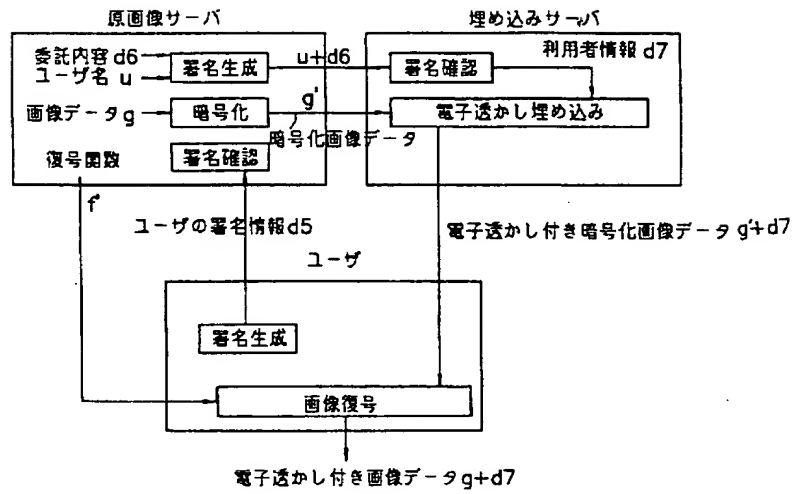 原画像サーバ
埋め込みサーバ
委託内容 d6
ユーザ名 u
署名生成
u+d6
署名確認
利用者情報 d7
画像データ g
暗号化
g'
電子透かし埋め込み
暗号化画像データ
復号関数
署名確認
f'
ユーザの署名情報d5
電子透かし付き暗号化画像データ g'+d7
ユーザ
署名生成
画像復号
電子透かし付き画像データ g+d7